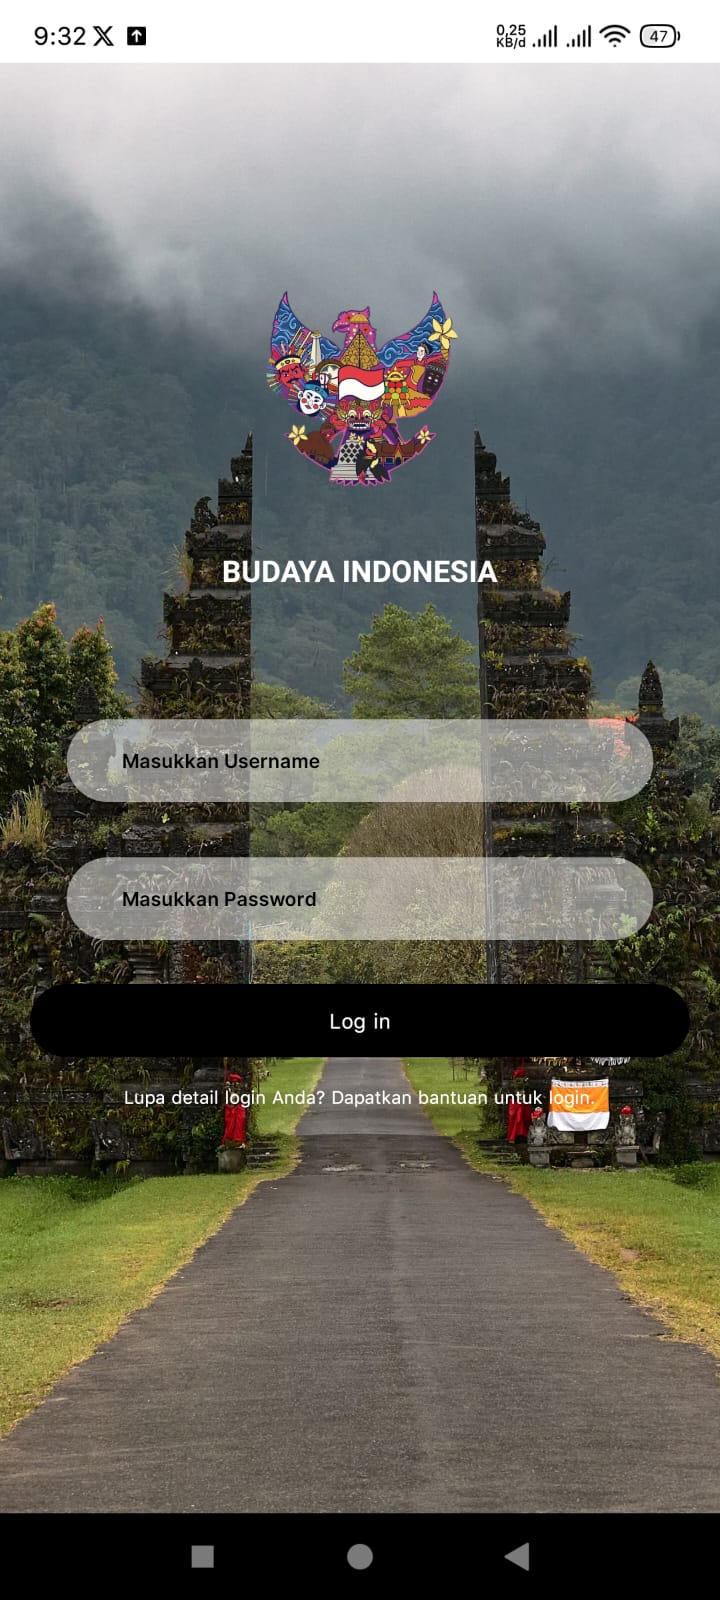 9:32
0,25
KB/d
47
BUDAYA INDONESIA
Masukkan Username
Masukkan Password
Log in
Lupa detail login Anda? Dapatkan bantuan untuk login.